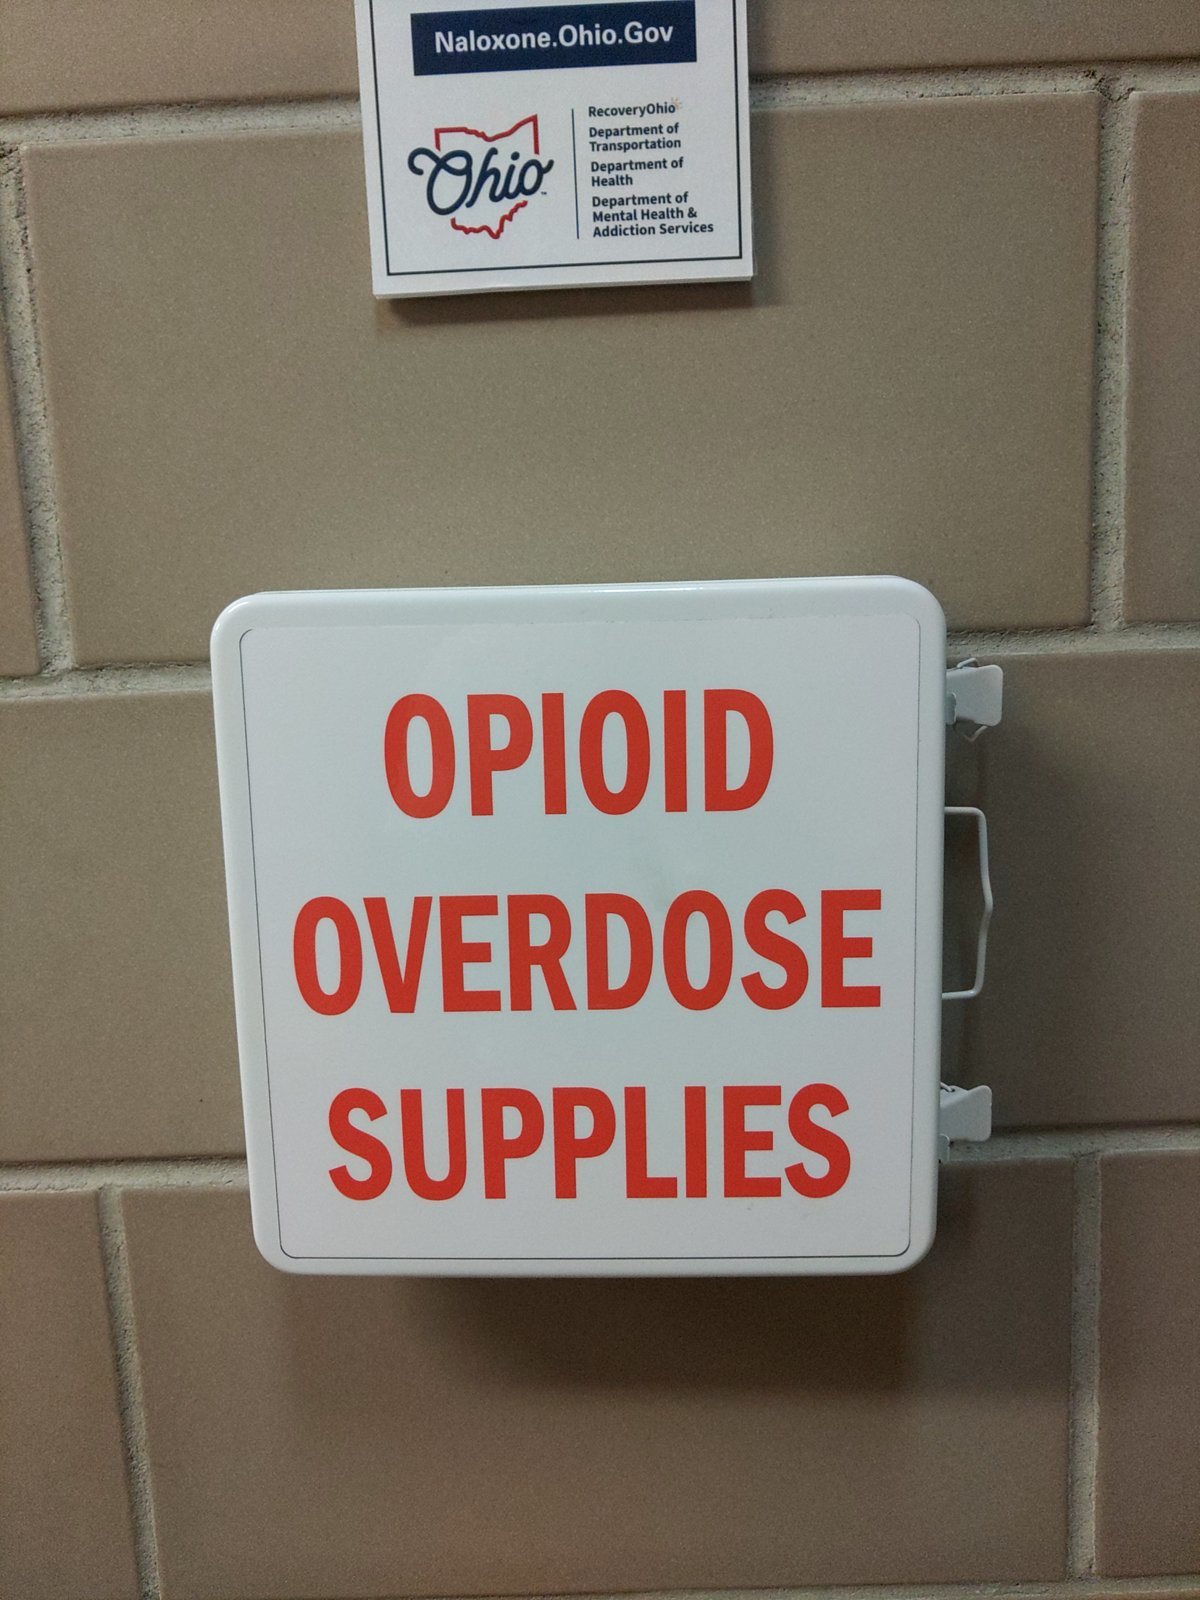 Naloxone.Ohio.Gov
Ohio
RecoveryOhio
Department of
Transportation
Department of
Health
Department of
Mental Health &
Addiction Services
OPIOID
OVERDOSE
SUPPLIES